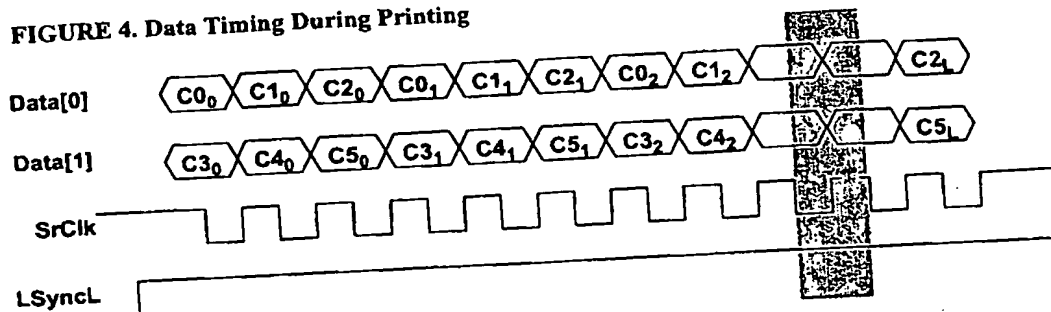 FIGURE 4. Data Timing During Printing
Data[0] C0₀ C1₀ C2₀ C0₁ C1₁ C2₁ C0₂ C1₂ C2L
Data[1] C3₀ C4₀ C5₀ C3₁ C4₁ C5₁ C3₂ C4₂ C5L
SrClk
LSyncL